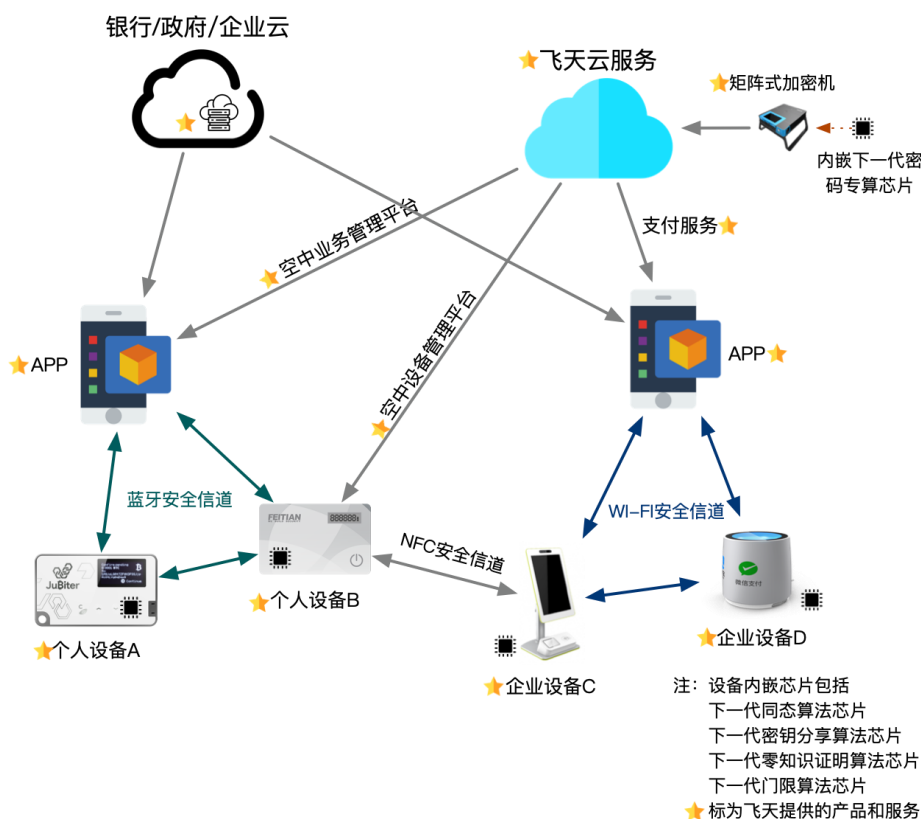 银行/政府/企业云
飞天云服务
矩阵式加密机
内嵌下一代密
码专算芯片
空中业务管理平台
支付服务
空中设备管理平台
APP
APP
蓝牙安全信道
WI-FI安全信道
FEITIAN
888888
NFC安全信道
JuBiter
微信支付
个人设备B
个人设备A
企业设备D
企业设备C
注：设备内嵌芯片包括
下一代同态算法芯片
下一代密钥分享算法芯片
下一代零知识证明算法芯片
下一代门限算法芯片
标为飞天提供的产品和服务